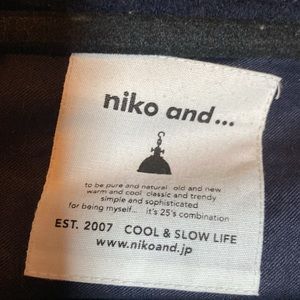 niko and...
to be pure and natural old and new
warm and cool classic and trendy
simple and sophisticated
for being myself... it's 25's combination
EST. 2007 COOL & SLOW LIFE
www.nikoand.jp